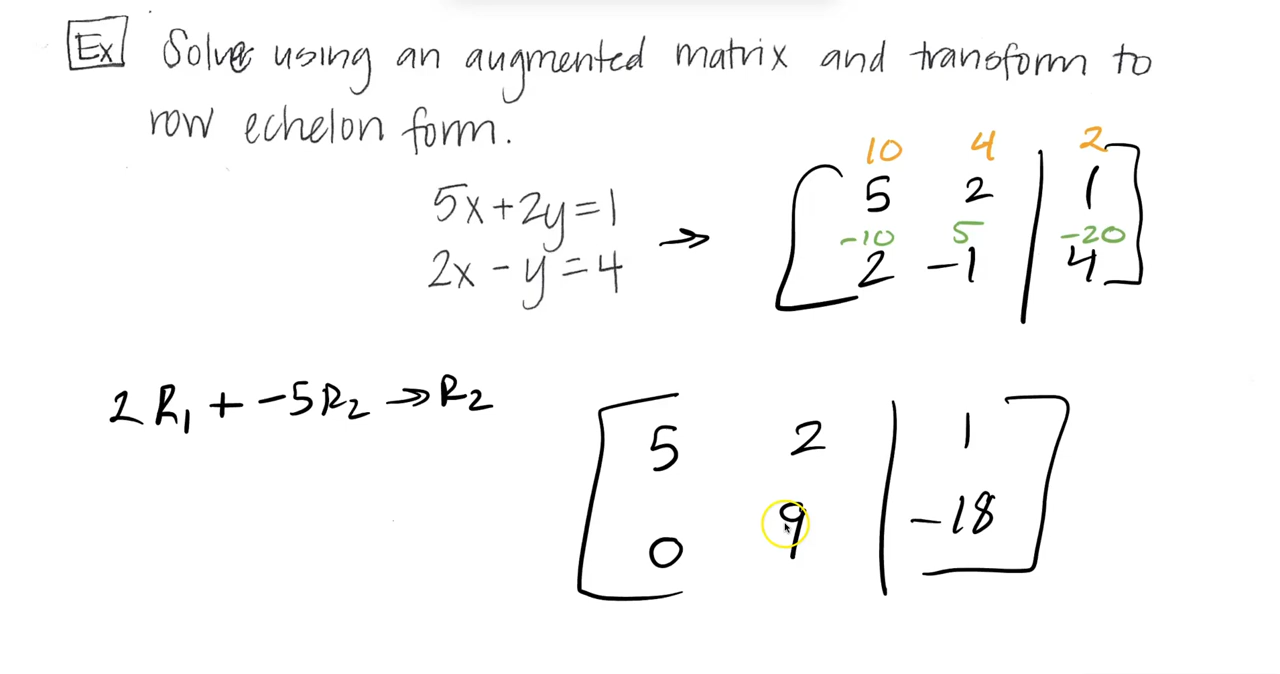 Ex Solve using an augmented matrix and transform to
row echelon form.
10 4 2
5x+2y=1 → [ 5 2 | 1 ]
-10 5 -20
2x-y=4 [ 2 -1 | 4 ]
2R₁ + -5R₂ → R₂
[ 5 2 | 1 ]
[ 0 9 | -18 ]